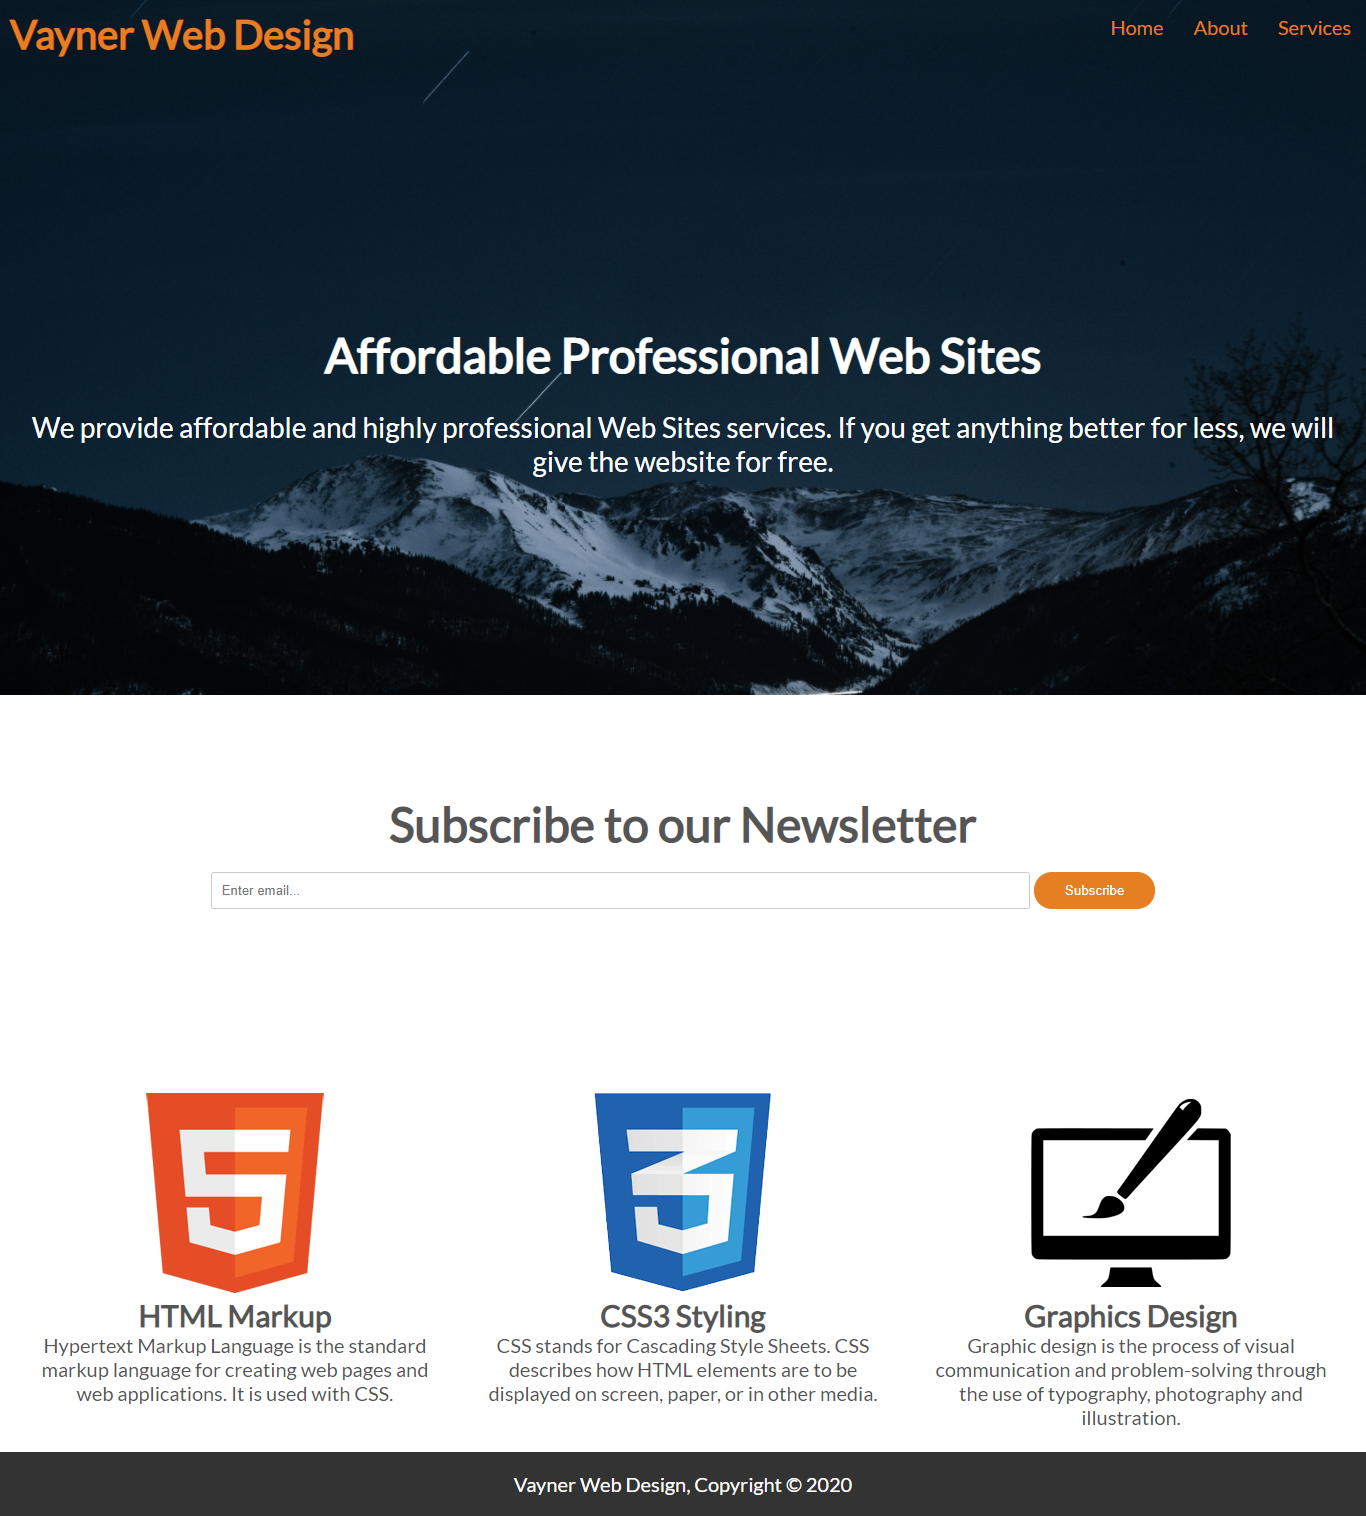 Vayner Web Design
Home About Services
Affordable Professional Web Sites
We provide affordable and highly professional Web Sites services. If you get anything better for less, we will
give the website for free.
Subscribe to our Newsletter
Enter email...
Subscribe
HTML Markup
Hypertext Markup Language is the standard
markup language for creating web pages and
web applications. It is used with CSS.
CSS3 Styling
CSS stands for Cascading Style Sheets. CSS
describes how HTML elements are to be
displayed on screen, paper, or in other media.
Graphics Design
Graphic design is the process of visual
communication and problem-solving through
the use of typography, photography and
illustration.
Vayner Web Design, Copyright © 2020